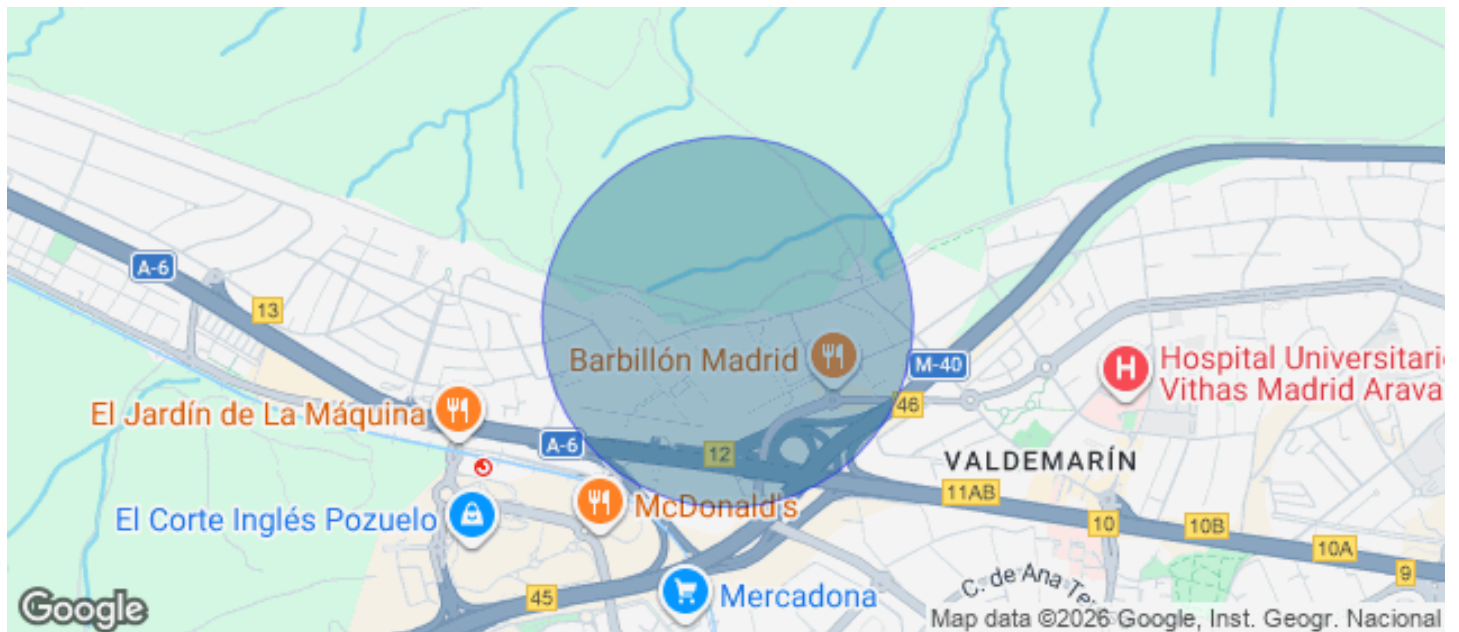 A-6
13
Barbillón Madrid
M-40
Hospital Universitari
Vithas Madrid Arava
46
El Jardín de La Máquina
A-6
12
VALDEMARÍN
11AB
McDonald's
El Corte Inglés Pozuelo
10
10B
10A
9
45
Mercadona
C. de Ana Te
Google
Map data ©2026 Google, Inst. Geogr. Nacional